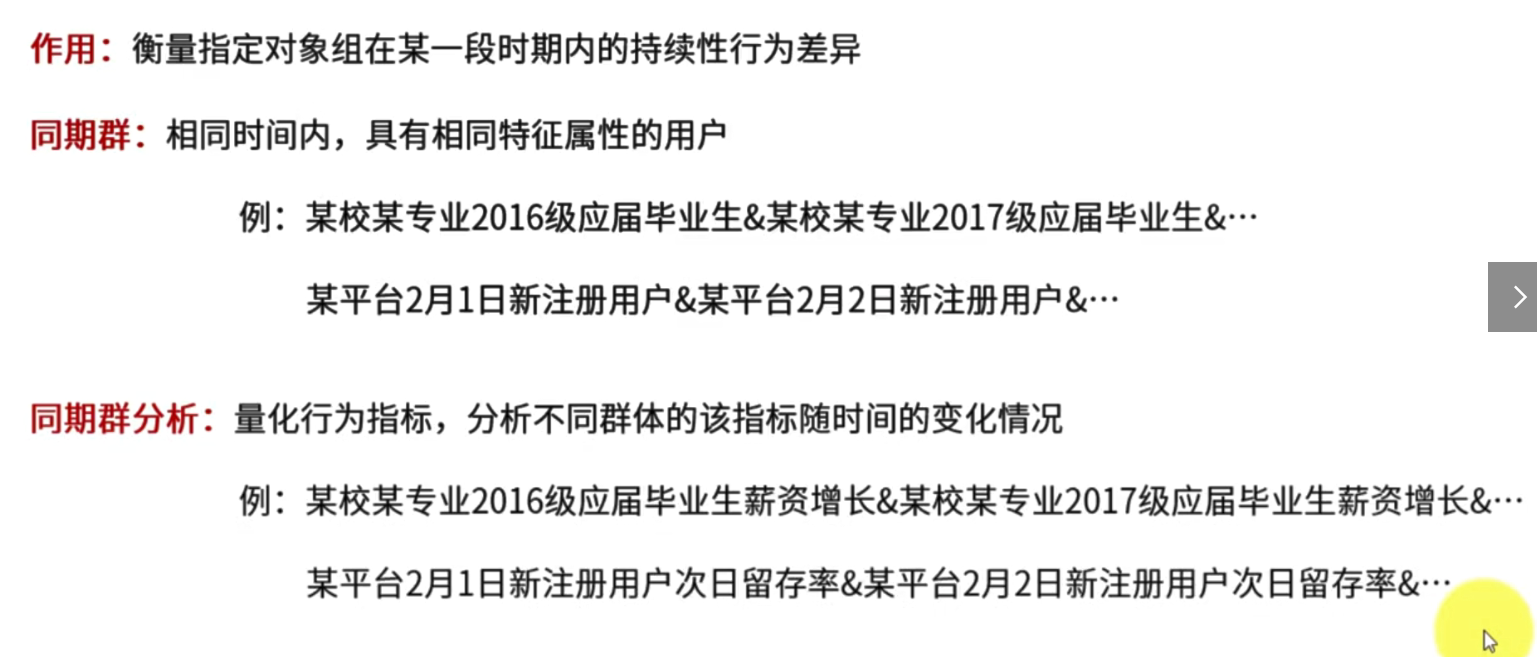 作用：衡量指定对象组在某一段时期内的持续性行为差异
同期群：相同时间内，具有相同特征属性的用户
例：某校某专业2016级应届毕业生&某校某专业2017级应届毕业生&…
某平台2月1日新注册用户&某平台2月2日新注册用户&…
同期群分析：量化行为指标，分析不同群体的该指标随时间的变化情况
例：某校某专业2016级应届毕业生薪资增长&某校某专业2017级应届毕业生薪资增长&…
某平台2月1日新注册用户次日留存率&某平台2月2日新注册用户次日留存率&…